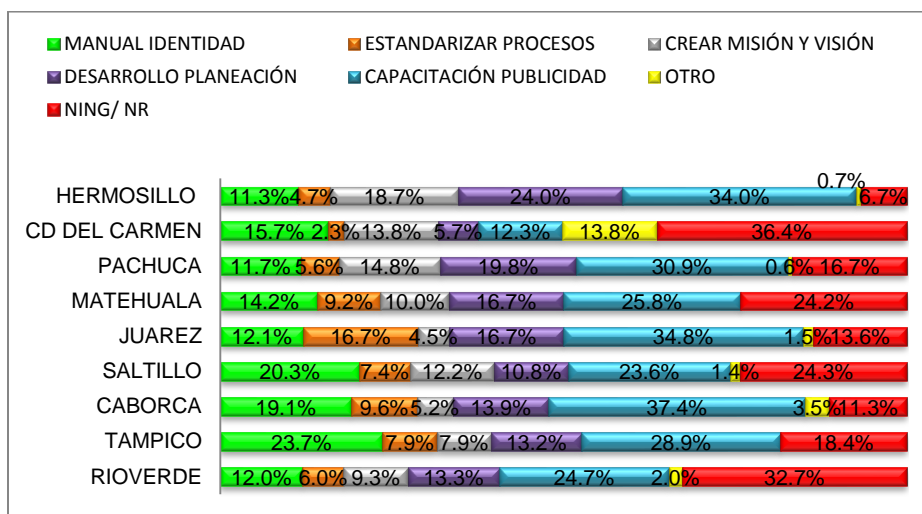 MANUAL IDENTIDAD ESTANDARIZAR PROCESOS CREAR MISIÓN Y VISIÓN
DESARROLLO PLANEACIÓN CAPACITACIÓN PUBLICIDAD OTRO
NING/ NR
HERMOSILLO 11.3% 4.7% 18.7% 24.0% 34.0% 0.7% 6.7%
CD DEL CARMEN 15.7% 2.3% 13.8% 5.7% 12.3% 13.8% 36.4%
PACHUCA 11.7% 5.6% 14.8% 19.8% 30.9% 0.6% 16.7%
MATEHUALA 14.2% 9.2% 10.0% 16.7% 25.8% 24.2%
JUAREZ 12.1% 16.7% 4.5% 16.7% 34.8% 1.5% 13.6%
SALTILLO 20.3% 7.4% 12.2% 10.8% 23.6% 1.4% 24.3%
CABORCA 19.1% 9.6% 5.2% 13.9% 37.4% 3.5% 11.3%
TAMPICO 23.7% 7.9% 7.9% 13.2% 28.9% 18.4%
RIOVERDE 12.0% 6.0% 9.3% 13.3% 24.7% 2.0% 32.7%